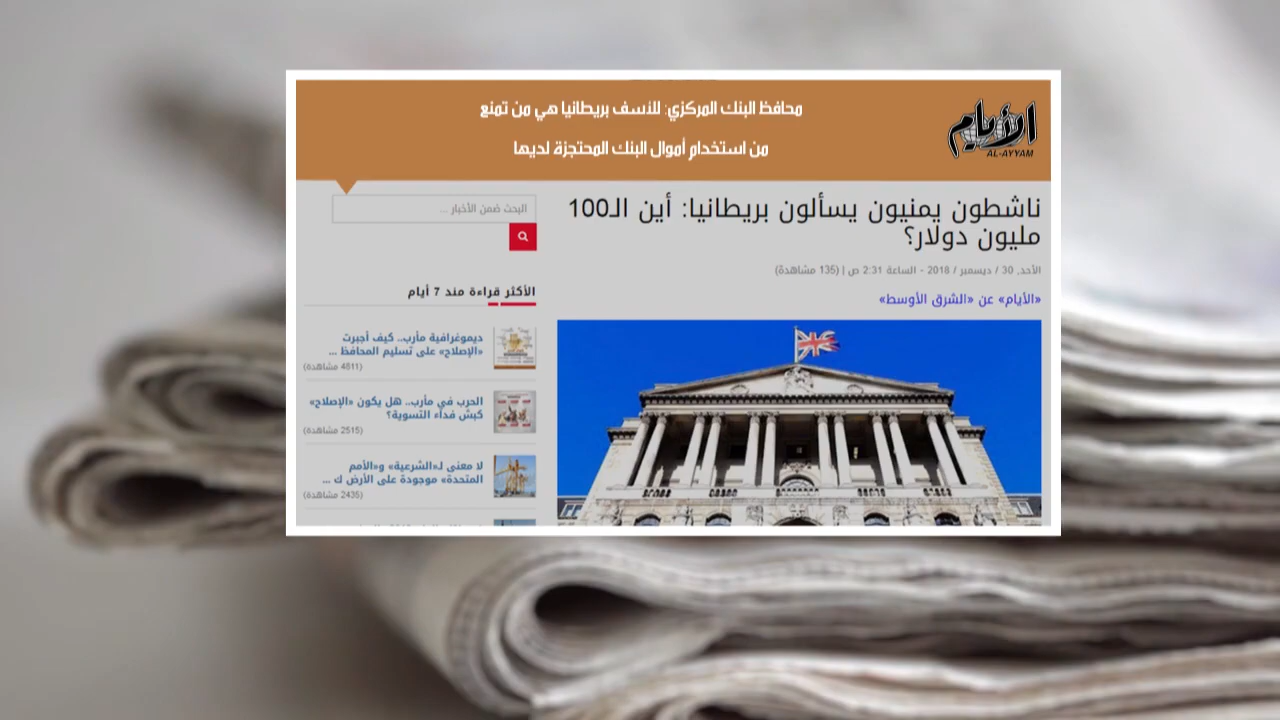 محافظ البنك المركزي: للأسف بريطانيا هي من تمنع
من استخدام أموال البنك المحتجزة لديها
الأيام
AL-AYYAM
ناشطون يمنيون يسألون بريطانيا: أين الـ100
مليون دولار؟
الأحد, 30 / ديسمبر / 2018 - الساعة 2:31 ص | (135 مشاهدة)
«الأيام» عن «الشرق الأوسط»
البحث ضمن الأخبار ...
الأكثر قراءة منذ 7 أيام
ديموغرافية مأرب.. كيف أجبرت
«الإصلاح» على تسليم المحافظ ...
(4811 مشاهدة)
الحرب في مأرب.. هل يكون «الإصلاح»
كبش فداء التسوية؟
(2515 مشاهدة)
لا معنى لـ«الشرعية» و«الأمم
المتحدة» موجودة على الأرض ك ...
(2435 مشاهدة)